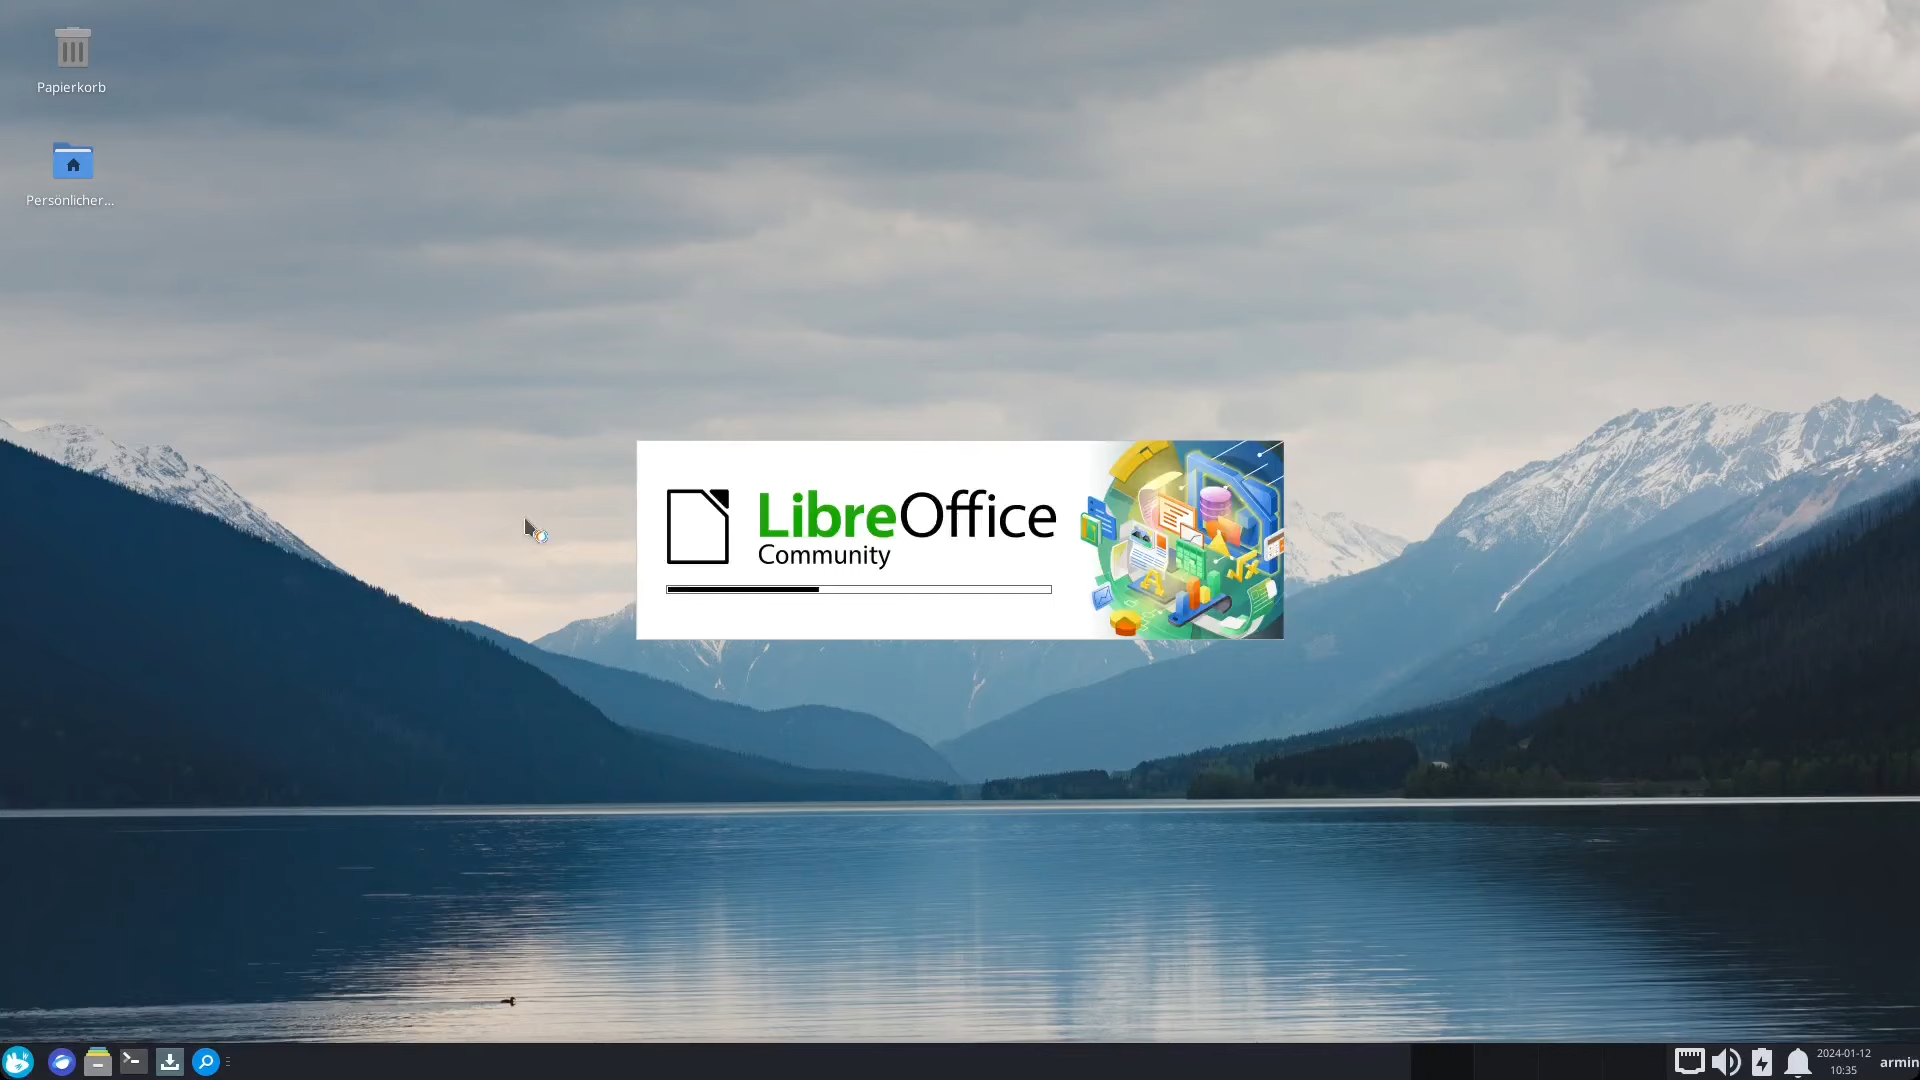 Papierkorb
Persönlicher...
LibreOffice
Community
2024-01-12
10:35
armin